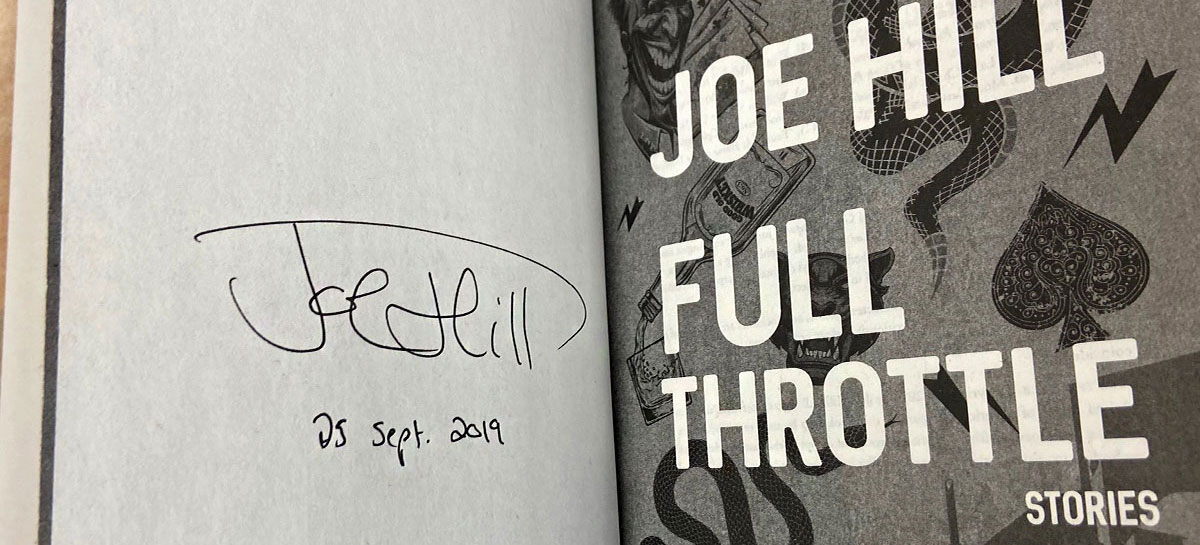 Joe Hill
25 Sept. 2019
JOE HILL
FULL
THROTTLE
STORIES